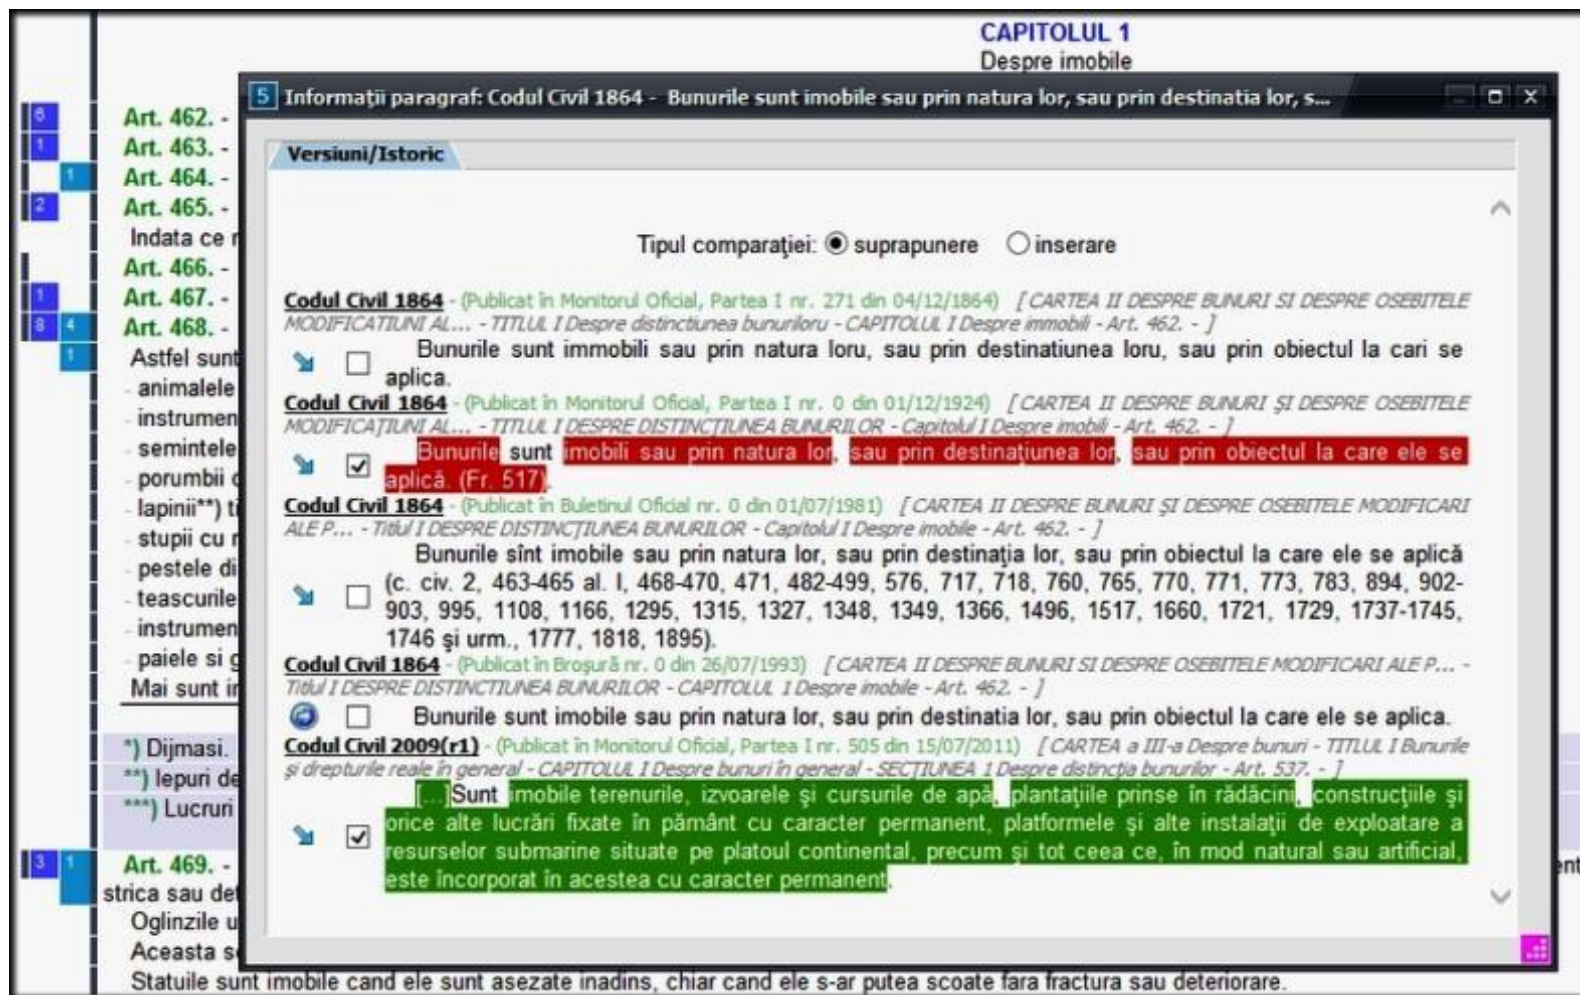 CAPITOLUL 1
Despre imobile
5 Informaţii paragraf: Codul Civil 1864 - Bunurile sunt imobile sau prin natura lor, sau prin destinatia lor, s...
6 Art. 462. -
1 Art. 463. -
1 Art. 464. -
2 Art. 465. -
Indata ce
Art. 466. -
1 Art. 467. -
8 4 Art. 468. -
1 Astfel sunt
- animalele
- instrumen
- semintele
- porumbii
- lapinii**) ti
- stupii cu
- pestele di
- teascurile
- instrumen
- paiele si g
Mai sunt
*) Dijmasi.
**) Iepuri de
***) Lucruri
3 1 Art. 469. -
strica sau det
Oglinzile u
Aceasta
Statuile sunt imobile cand ele sunt asezate inadins, chiar cand ele s-ar putea scoate fara fractura sau deteriorare.
Versiuni/Istoric
Tipul comparaţiei: suprapunere inserare
Codul Civil 1864 - (Publicat în Monitorul Oficial, Partea I nr. 271 din 04/12/1864) [ CARTEA II DESPRE BUNURI SI DESPRE OSEBITELE
MODIFICATIUNI AL... - TITLUL I Despre distinctiunea bunuriloru - CAPITOLUL I Despre immobili - Art. 462. - ]
Bunurile sunt immobili sau prin natura loru, sau prin destinatiunea loru, sau prin obiectul la cari se
aplica.
Codul Civil 1864 - (Publicat în Monitorul Oficial, Partea I nr. 0 din 01/12/1924) [ CARTEA II DESPRE BUNURI ŞI DESPRE OSEBITELE
MODIFICAŢIUNI AL... - TITLUL I DESPRE DISTINCŢIUNEA BUNURILOR - Capitolul I Despre imobili - Art. 462. - ]
Bunurile sunt imobili sau prin natura lor, sau prin destinaţiunea lor, sau prin obiectul la care ele se
aplică. (Fr. 517).
Codul Civil 1864 - (Publicat în Buletinul Oficial nr. 0 din 01/07/1981) [ CARTEA II DESPRE BUNURI ŞI DESPRE OSEBITELE MODIFICARI
ALE P... - Titlul I DESPRE DISTINCŢIUNEA BUNURILOR - Capitolul I Despre imobile - Art. 462. - ]
Bunurile sînt imobile sau prin natura lor, sau prin destinaţia lor, sau prin obiectul la care ele se aplică
(c. civ. 2, 463-465 al. I, 468-470, 471, 482-499, 576, 717, 718, 760, 765, 770, 771, 773, 783, 894, 902-
903, 995, 1108, 1166, 1295, 1315, 1327, 1348, 1349, 1366, 1496, 1517, 1660, 1721, 1729, 1737-1745,
1746 şi urm., 1777, 1818, 1895).
Codul Civil 1864 - (Publicat în Broşură nr. 0 din 26/07/1993) [ CARTEA II DESPRE BUNURI SI DESPRE OSEBITELE MODIFICARI ALE P... -
Titlul I DESPRE DISTINCTIUNEA BUNURILOR - CAPITOLUL 1 Despre imobile - Art. 462. - ]
Bunurile sunt imobile sau prin natura lor, sau prin destinatia lor, sau prin obiectul la care ele se aplica.
Codul Civil 2009(r1) - (Publicat în Monitorul Oficial, Partea I nr. 505 din 15/07/2011) [ CARTEA a III-a Despre bunuri - TITLUL I Bunurile
şi drepturile reale în general - CAPITOLUL I Despre bunuri în general - SECŢIUNEA 1 Despre distincţia bunurilor - Art. 537. - ]
[...]Sunt imobile terenurile, izvoarele şi cursurile de apă, plantaţiile prinse în rădăcini, construcţiile şi
orice alte lucrări fixate în pământ cu caracter permanent, platformele şi alte instalaţii de exploatare a
resurselor submarine situate pe platoul continental, precum şi tot ceea ce, în mod natural sau artificial,
este încorporat în acestea cu caracter permanent.